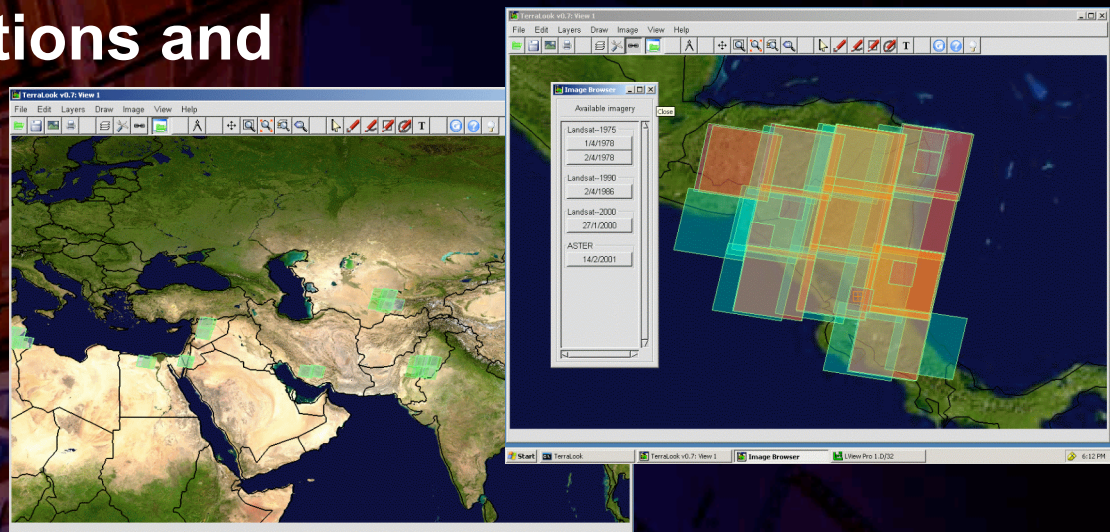 tions and
TerraLook v0.7: View 1
File Edit Layers Draw Image View Help
T
TerraLook v0.7: View 1
File Edit Layers Draw Image View Help
T
Image Browser
Close
Available imagery
Landsat--1975
1/4/1978
2/4/1978
Landsat--1990
2/4/1986
Landsat--2000
27/1/2000
ASTER
14/2/2001
Start TerraLook TerraLook v0.7: View 1 Image Browser LView Pro 1.D/32 6:12 PM